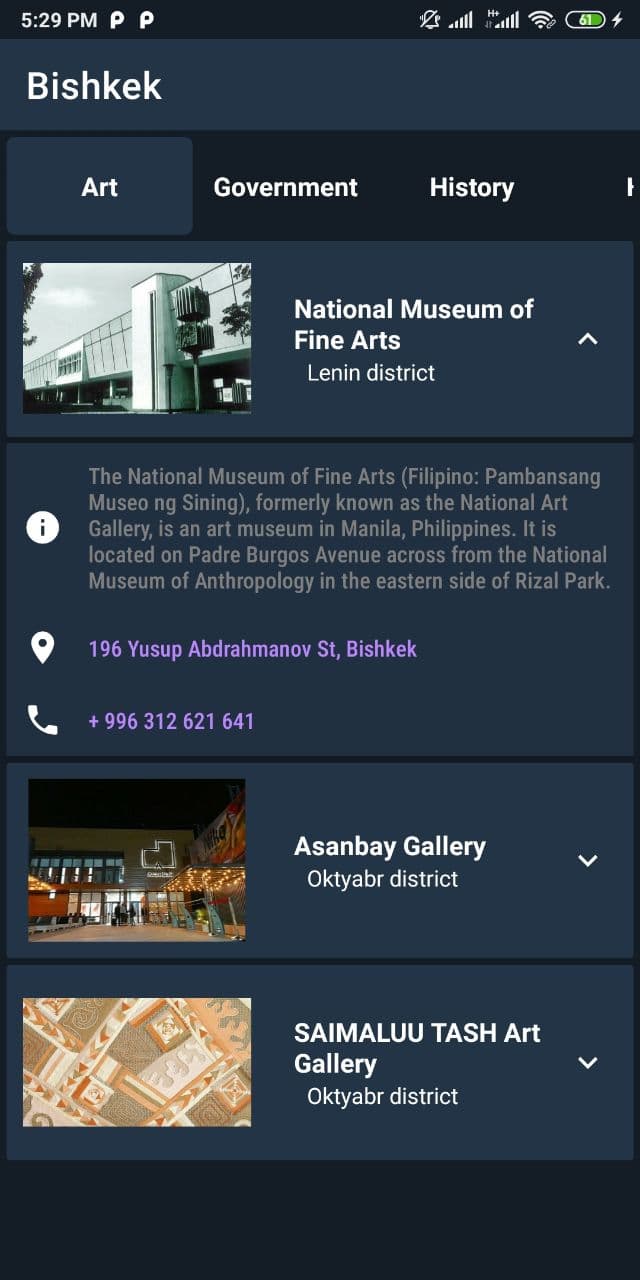 5:29 PM
H+
61
Bishkek
Art Government History
National Museum of
Fine Arts
Lenin district
The National Museum of Fine Arts (Filipino: Pambansang
Museo ng Sining), formerly known as the National Art
Gallery, is an art museum in Manila, Philippines. It is
located on Padre Burgos Avenue across from the National
Museum of Anthropology in the eastern side of Rizal Park.
196 Yusup Abdrahmanov St, Bishkek
+ 996 312 621 641
Asanbay Gallery
Oktyabr district
SAIMALUU TASH Art
Gallery
Oktyabr district